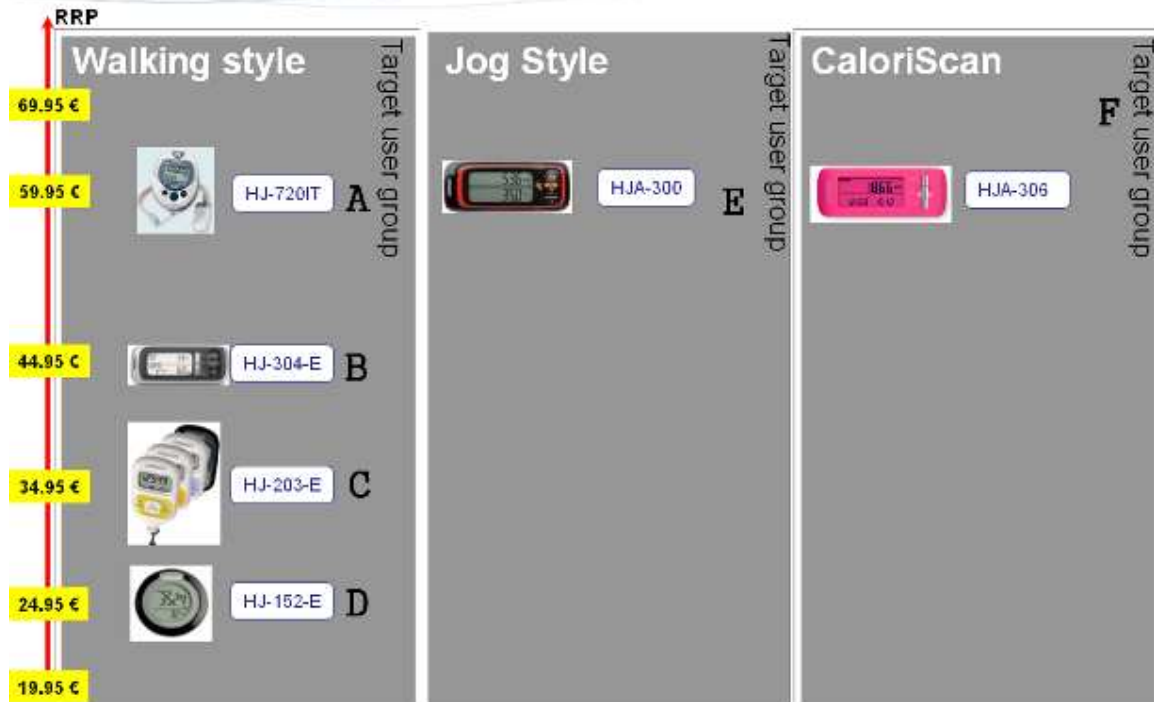 RRP
Walking style
Target user group
Jog Style
Target user group
CaloriScan
Target user group
69.95 €
F
59.95 €
HJ-720IT
A
HJA-300
E
HJA-306
44.95 €
HJ-304-E
B
34.95 €
HJ-203-E
C
24.95 €
HJ-152-E
D
19.95 €